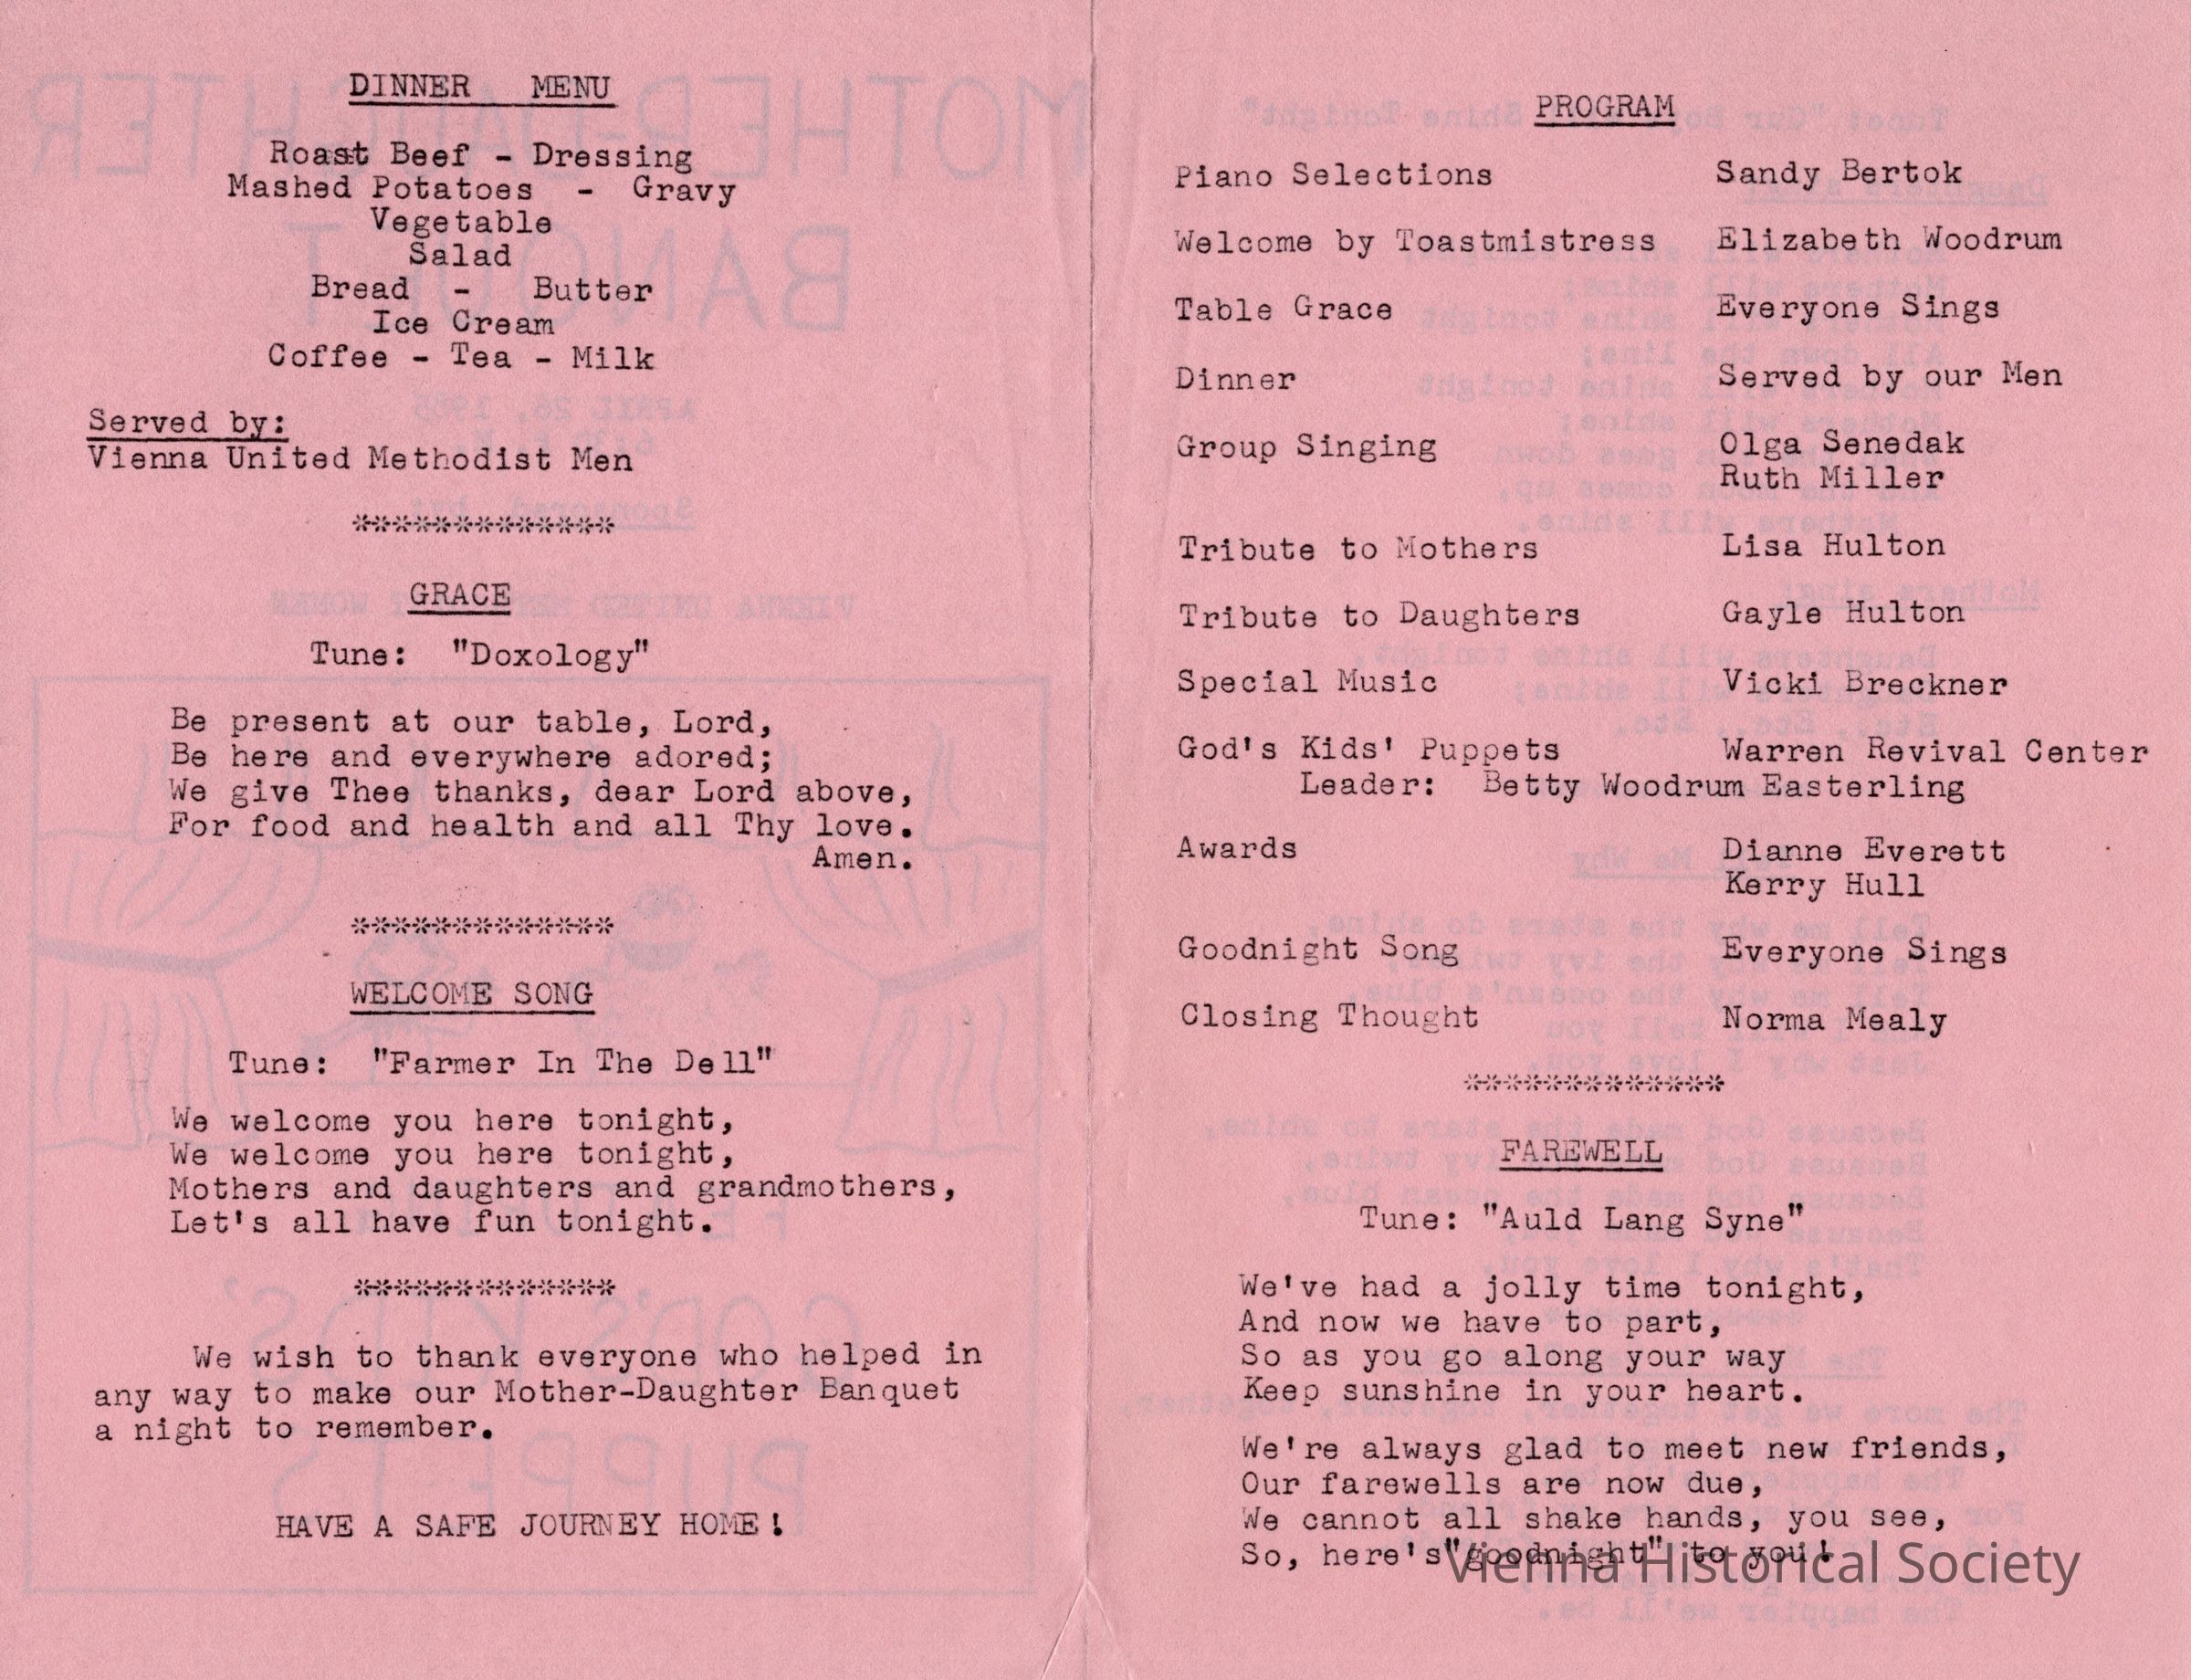 DINNER MENU
Roast Beef - Dressing
Mashed Potatoes - Gravy
Vegetable
Salad
Bread - Butter
Ice Cream
Coffee - Tea - Milk
Served by:
Vienna United Methodist Men
*************
GRACE
Tune: "Doxology"
Be present at our table, Lord,
Be here and everywhere adored;
We give Thee thanks, dear Lord above,
For food and health and all Thy love.
Amen.
*************
WELCOME SONG
Tune: "Farmer In The Dell"
We welcome you here tonight,
We welcome you here tonight,
Mothers and daughters and grandmothers,
Let's all have fun tonight.
*************
We wish to thank everyone who helped in
any way to make our Mother-Daughter Banquet
a night to remember.
HAVE A SAFE JOURNEY HOME!
PROGRAM
Piano Selections Sandy Bertok
Welcome by Toastmistress Elizabeth Woodrum
Table Grace Everyone Sings
Dinner Served by our Men
Group Singing Olga Senedak
Ruth Miller
Tribute to Mothers Lisa Hulton
Tribute to Daughters Gayle Hulton
Special Music Vicki Breckner
God's Kids' Puppets Warren Revival Center
Leader: Betty Woodrum Easterling
Awards Dianne Everett
Kerry Hull
Goodnight Song Everyone Sings
Closing Thought Norma Mealy
*************
FAREWELL
Tune: "Auld Lang Syne"
We've had a jolly time tonight,
And now we have to part,
So as you go along your way
Keep sunshine in your heart.
We're always glad to meet new friends,
Our farewells are now due,
We cannot all shake hands, you see,
So, here's"goodnight" to you!
Vienna Historical Society